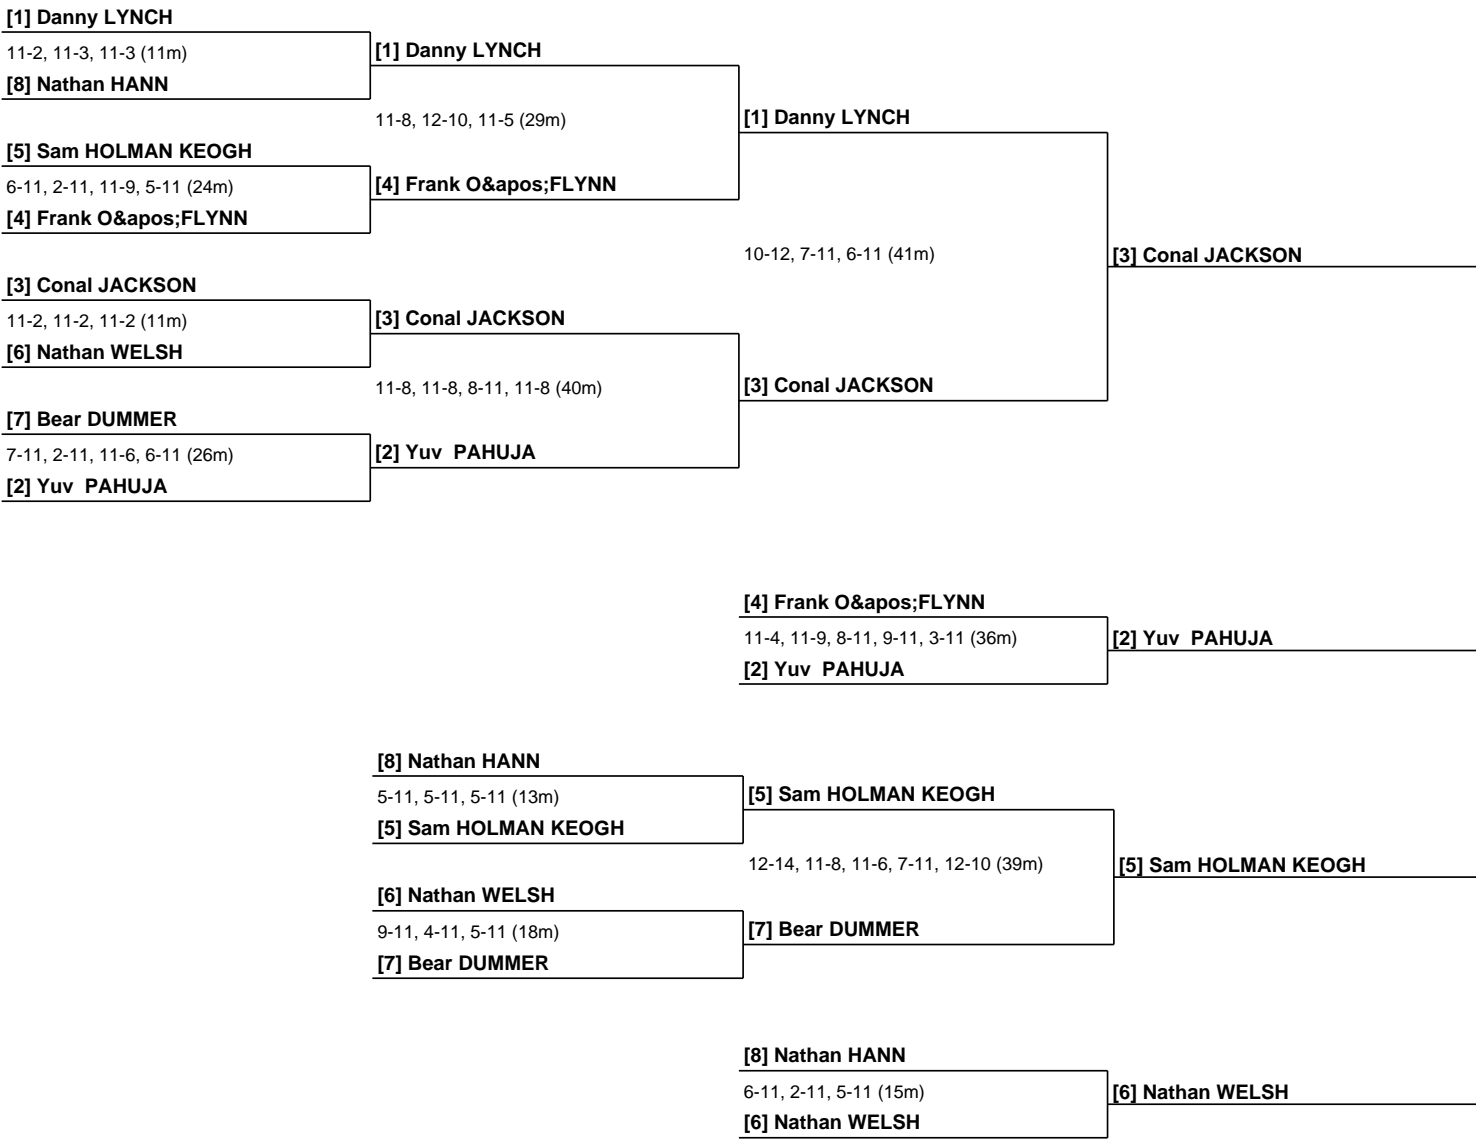 [1] Danny LYNCH
11-2, 11-3, 11-3 (11m)
[8] Nathan HANN
[1] Danny LYNCH
11-8, 12-10, 11-5 (29m)
[5] Sam HOLMAN KEOGH
6-11, 2-11, 11-9, 5-11 (24m)
[4] Frank O&apos;FLYNN
[4] Frank O&apos;FLYNN
[1] Danny LYNCH
10-12, 7-11, 6-11 (41m)
[3] Conal JACKSON
[3] Conal JACKSON
11-2, 11-2, 11-2 (11m)
[6] Nathan WELSH
[3] Conal JACKSON
11-8, 11-8, 8-11, 11-8 (40m)
[7] Bear DUMMER
7-11, 2-11, 11-6, 6-11 (26m)
[2] Yuv  PAHUJA
[2] Yuv  PAHUJA
[3] Conal JACKSON
[4] Frank O&apos;FLYNN
11-4, 11-9, 8-11, 9-11, 3-11 (36m)
[2] Yuv  PAHUJA
[2] Yuv  PAHUJA
[8] Nathan HANN
5-11, 5-11, 5-11 (13m)
[5] Sam HOLMAN KEOGH
[5] Sam HOLMAN KEOGH
12-14, 11-8, 11-6, 7-11, 12-10 (39m)
[5] Sam HOLMAN KEOGH
[6] Nathan WELSH
9-11, 4-11, 5-11 (18m)
[7] Bear DUMMER
[7] Bear DUMMER
[8] Nathan HANN
6-11, 2-11, 5-11 (15m)
[6] Nathan WELSH
[6] Nathan WELSH